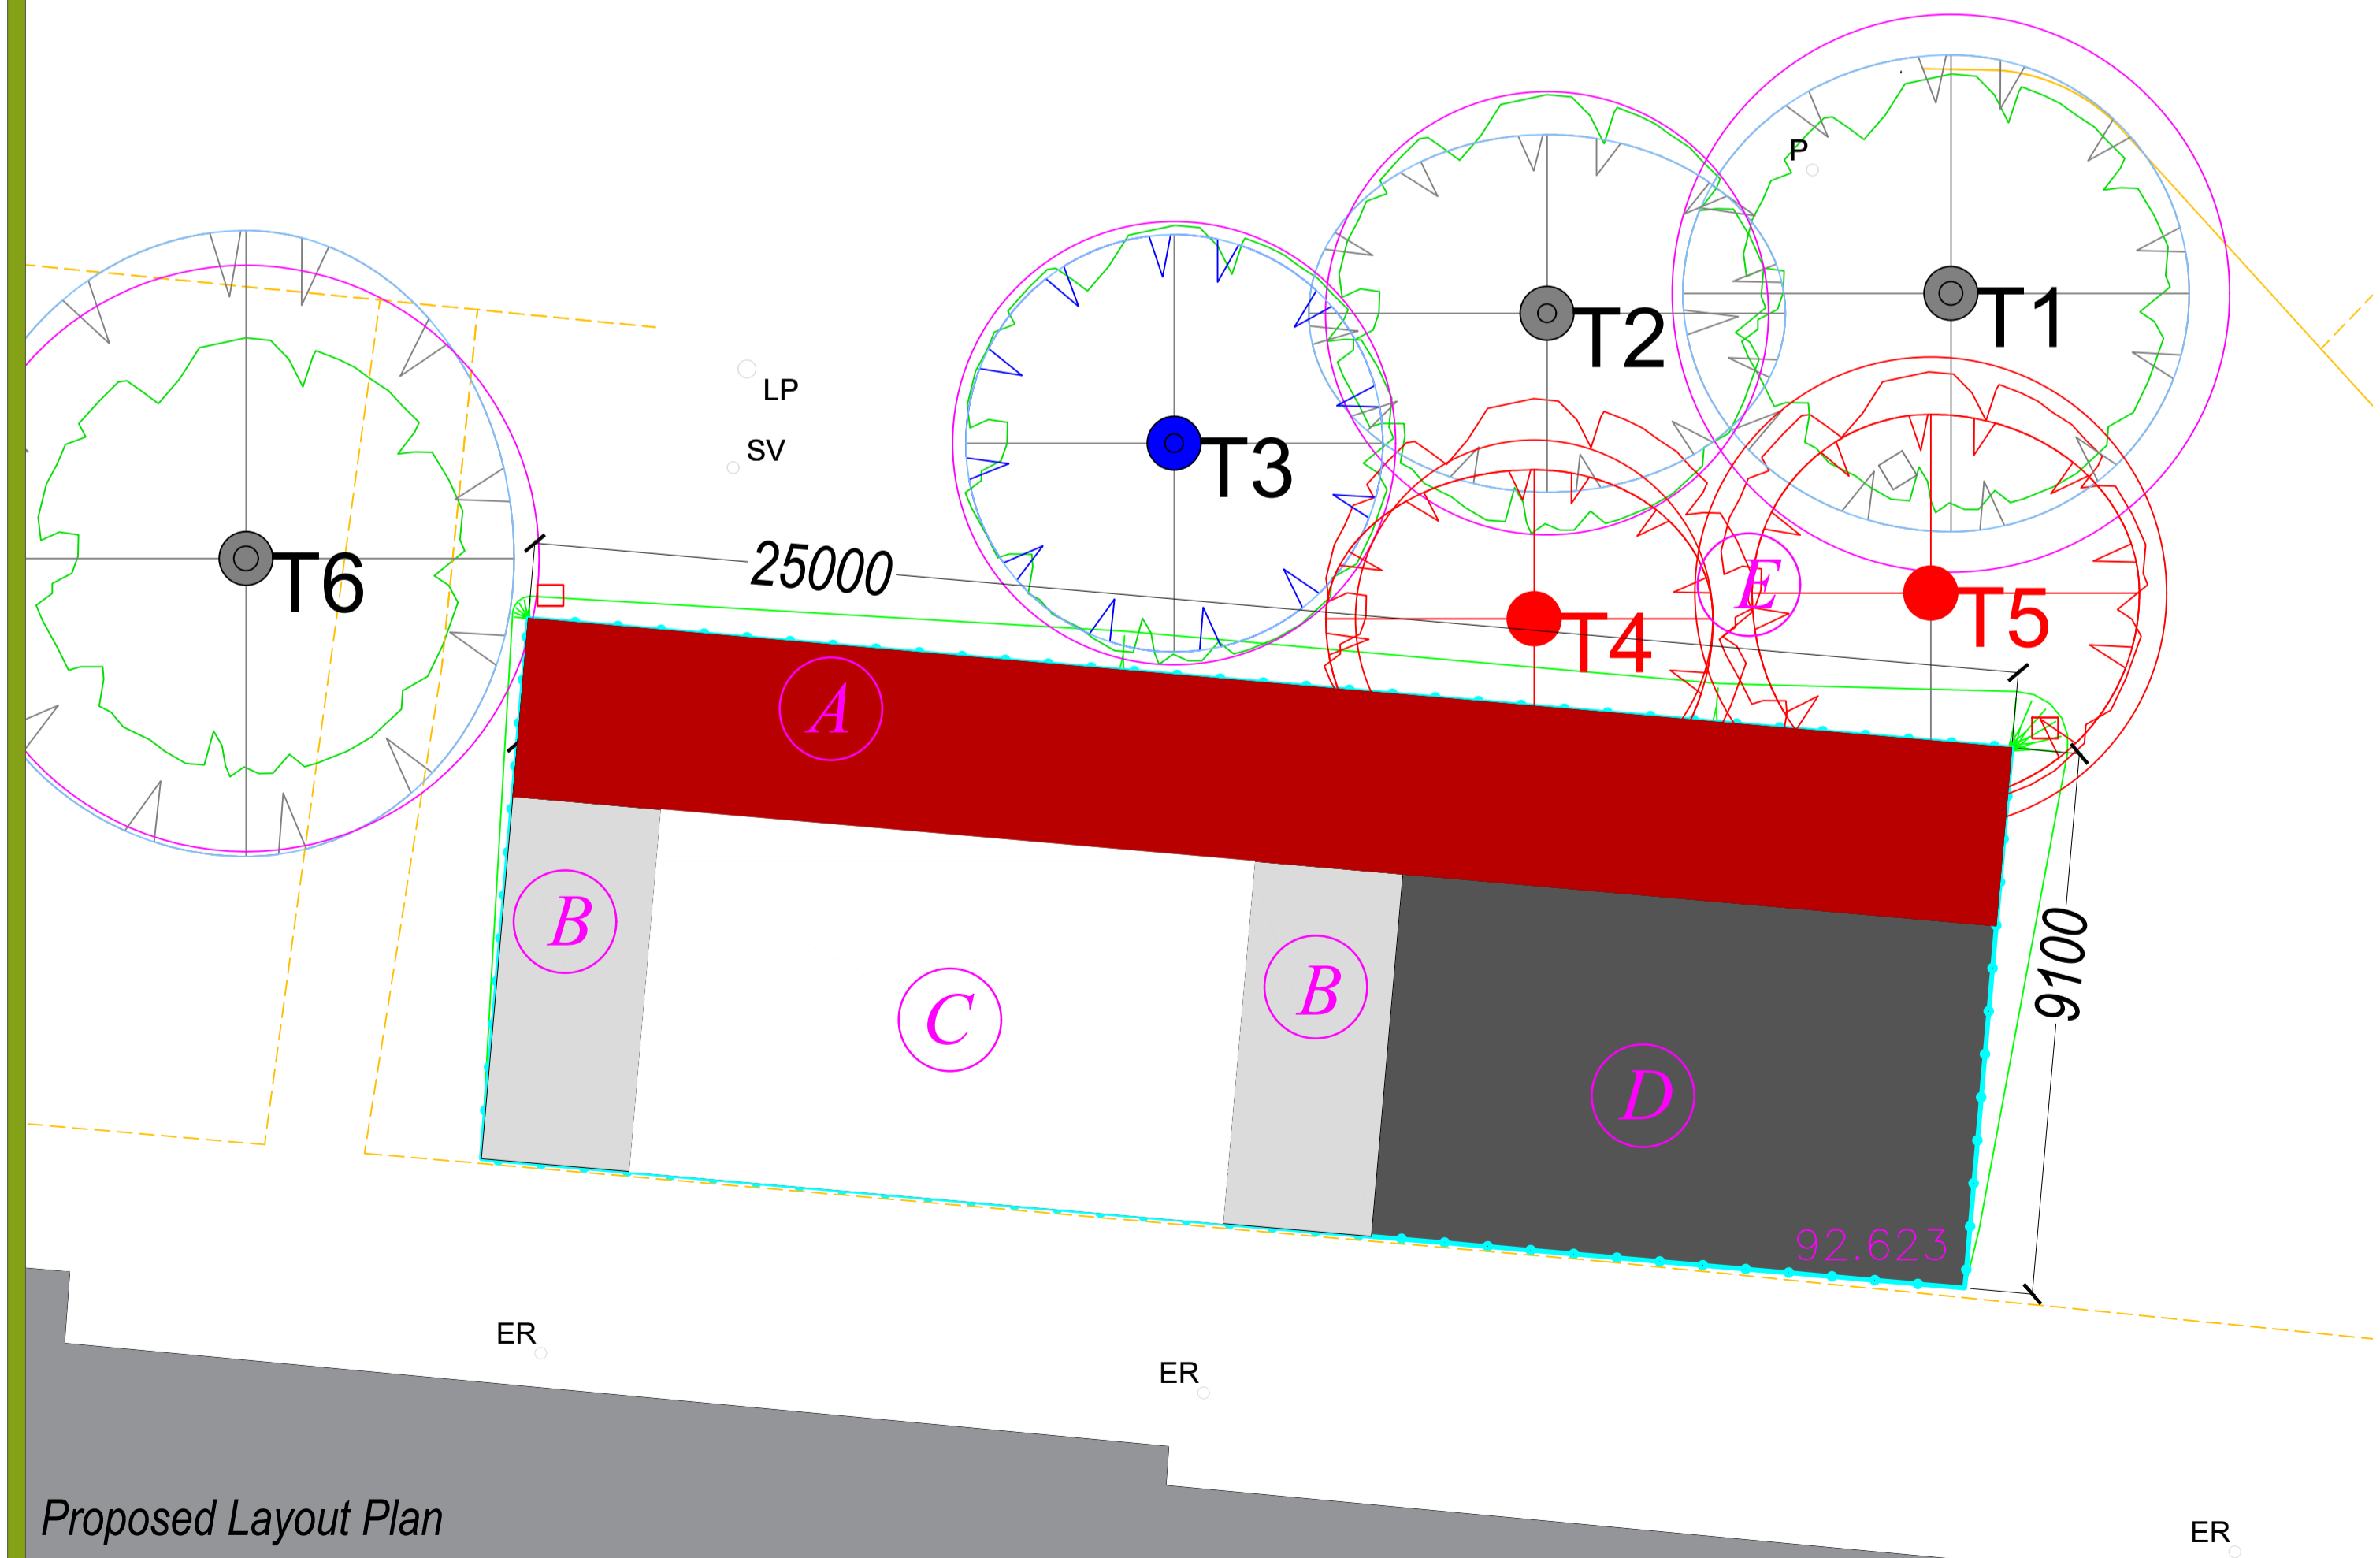 P
T1
T2
LP
SV
T3
T6
25000
E
T5
T4
A
B
B
C
9100
D
92.623
ER
ER
Proposed Layout Plan
ER